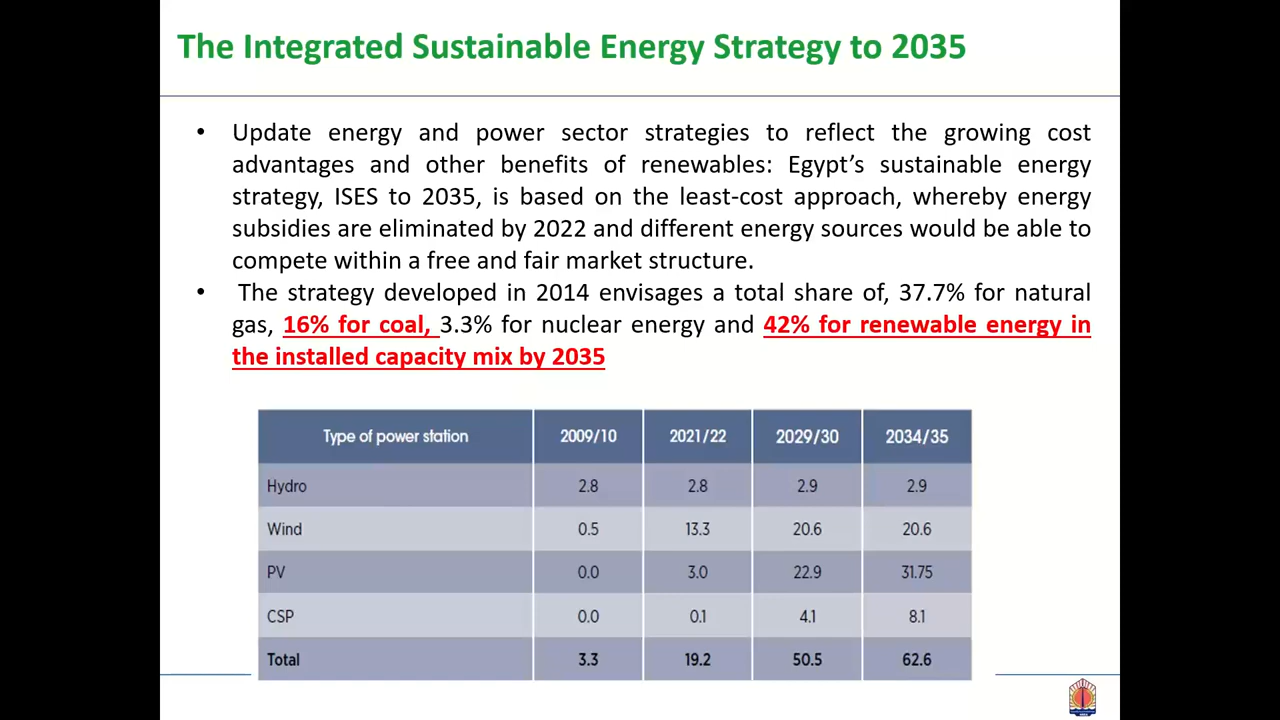 The Integrated Sustainable Energy Strategy to 2035
• Update energy and power sector strategies to reflect the growing cost
advantages and other benefits of renewables: Egypt’s sustainable energy
strategy, ISES to 2035, is based on the least-cost approach, whereby energy
subsidies are eliminated by 2022 and different energy sources would be able to
compete within a free and fair market structure.
• The strategy developed in 2014 envisages a total share of, 37.7% for natural
gas, 16% for coal, 3.3% for nuclear energy and 42% for renewable energy in
the installed capacity mix by 2035
Type of power station 2009/10 2021/22 2029/30 2034/35
Hydro 2.8 2.8 2.9 2.9
Wind 0.5 13.3 20.6 20.6
PV 0.0 3.0 22.9 31.75
CSP 0.0 0.1 4.1 8.1
Total 3.3 19.2 50.5 62.6